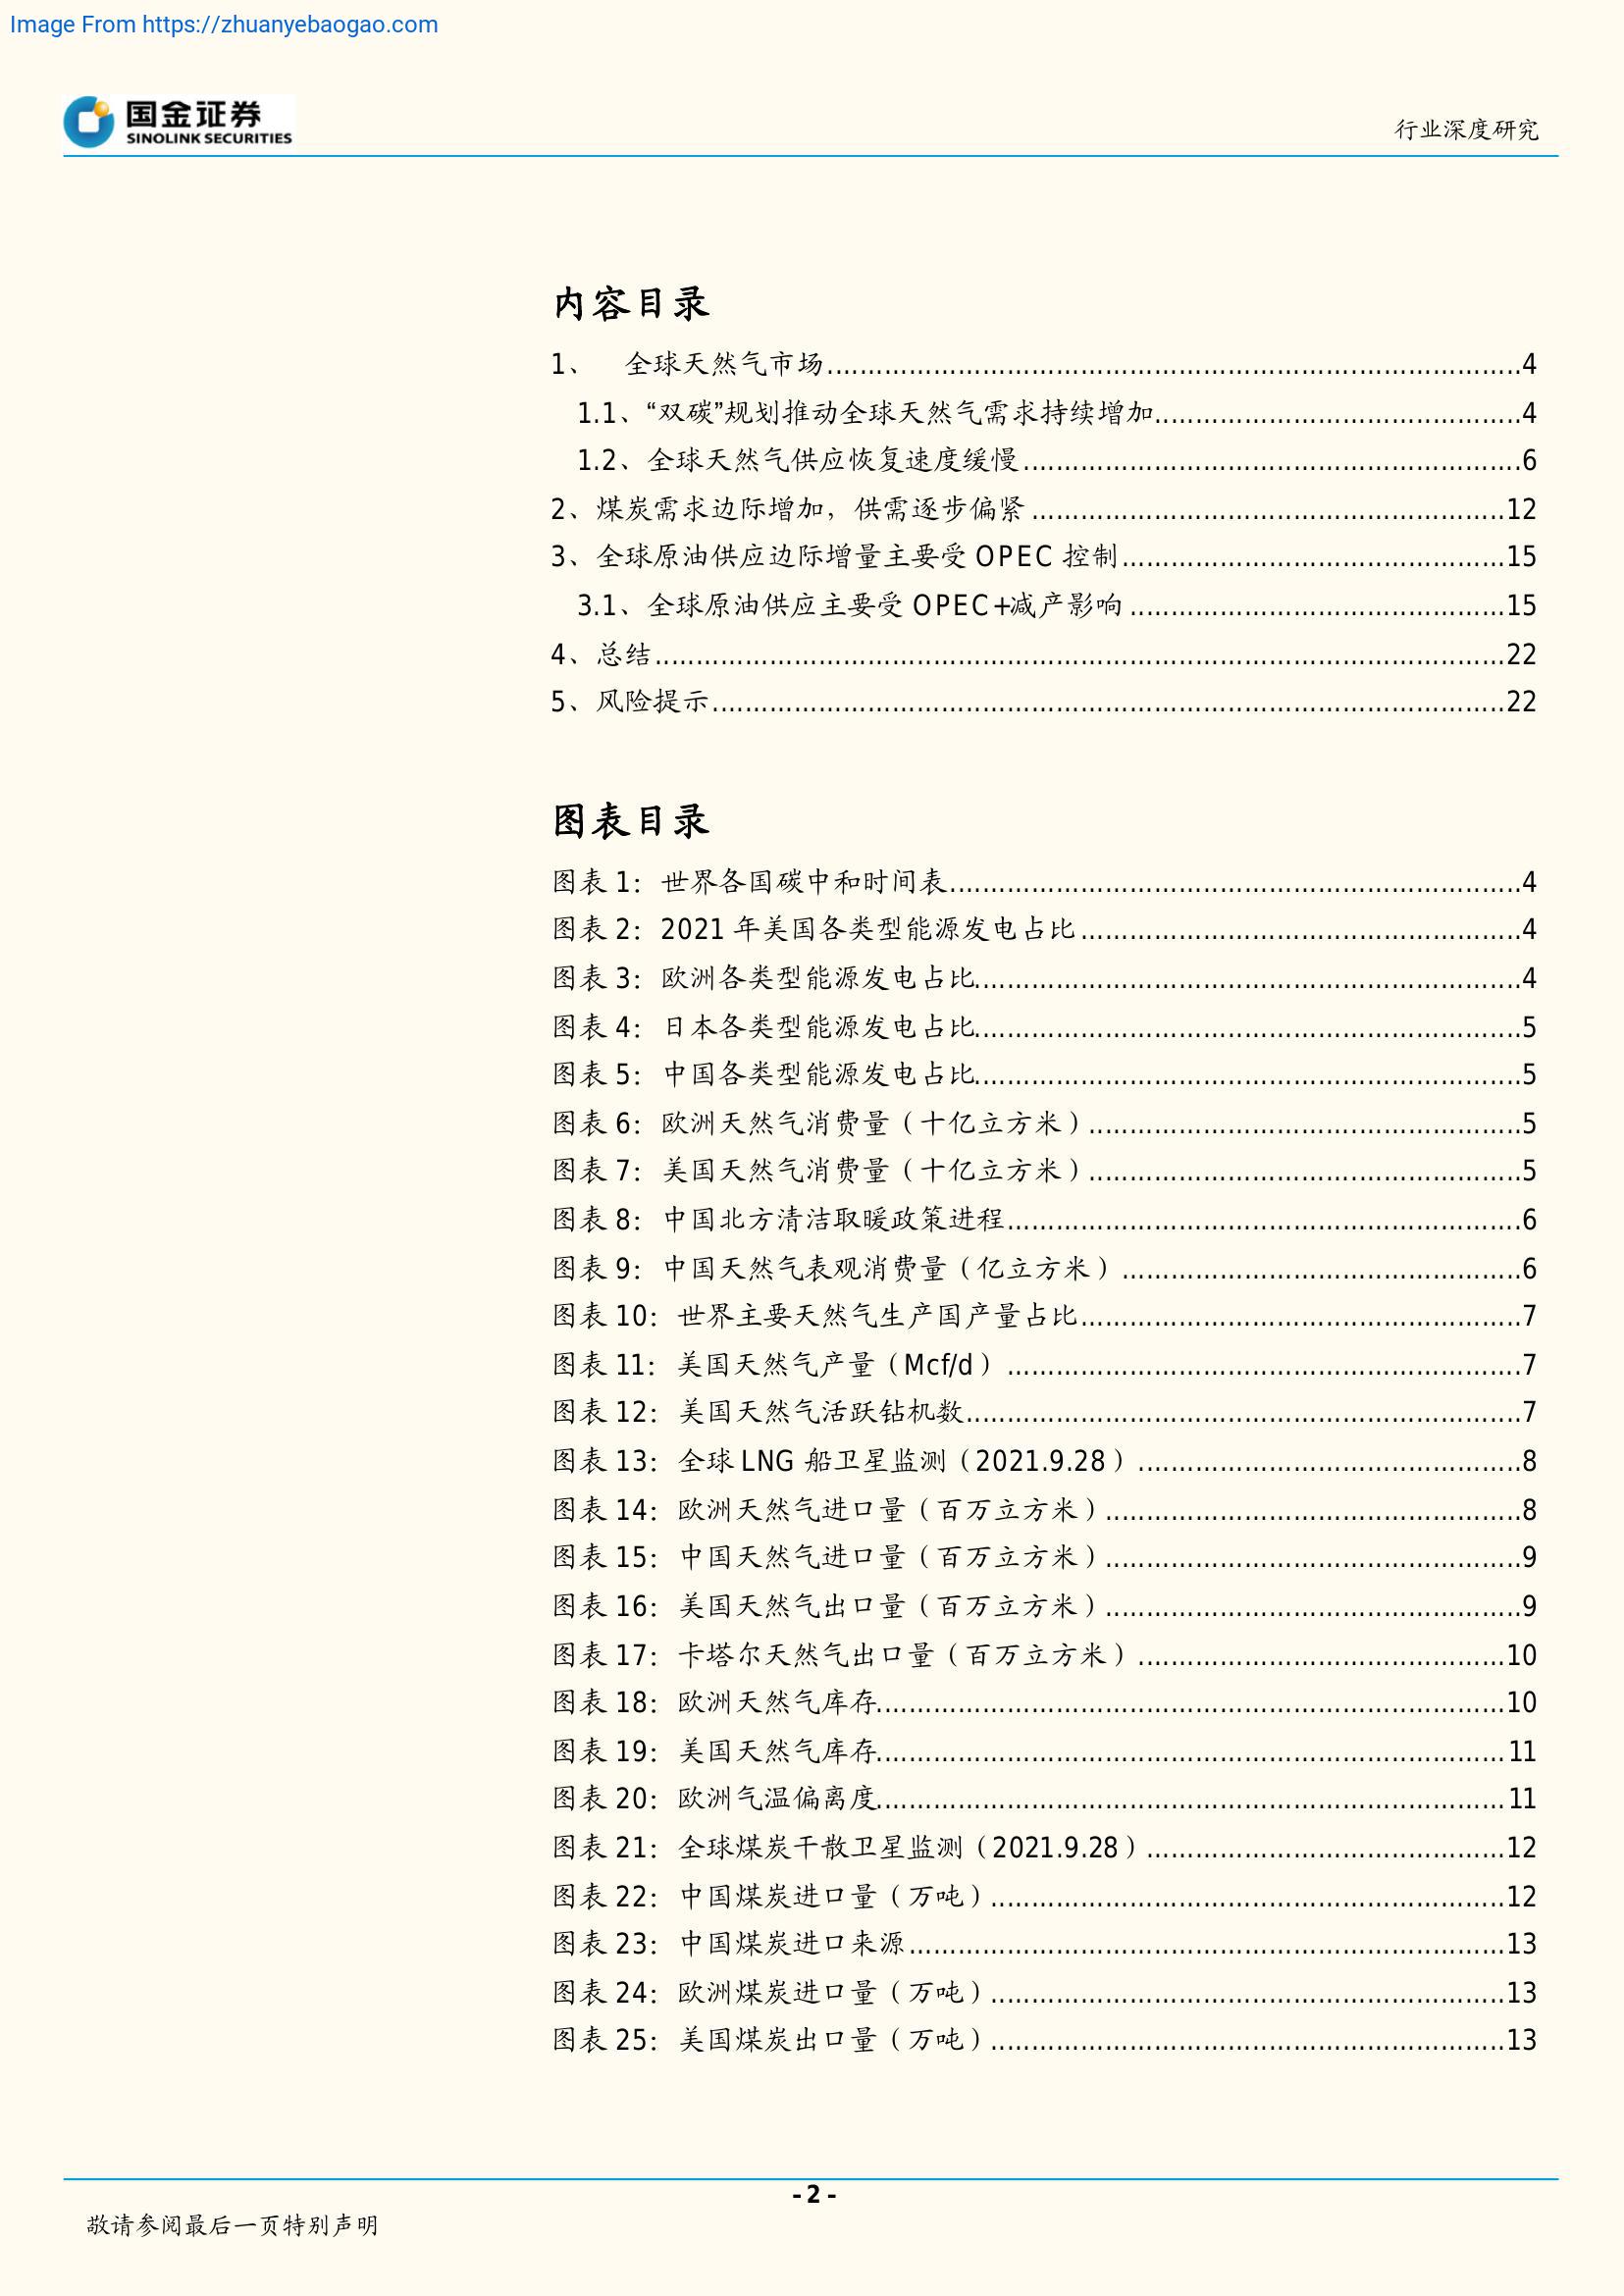 Image From https://zhuanyebaogao.com
国金证券
SINOLINK SECURITIES
行业深度研究
内容目录
1、 全球天然气市场......4
1.1、“双碳”规划推动全球天然气需求持续增加......4
1.2、全球天然气供应恢复速度缓慢......6
2、煤炭需求边际增加，供需逐步偏紧......12
3、全球原油供应边际增量主要受 OPEC 控制......15
3.1、全球原油供应主要受 OPEC+减产影响......15
4、总结......22
5、风险提示......22
图表目录
图表 1：世界各国碳中和时间表......4
图表 2：2021 年美国各类型能源发电占比......4
图表 3：欧洲各类型能源发电占比......4
图表 4：日本各类型能源发电占比......5
图表 5：中国各类型能源发电占比......5
图表 6：欧洲天然气消费量（十亿立方米）......5
图表 7：美国天然气消费量（十亿立方米）......5
图表 8：中国北方清洁取暖政策进程......6
图表 9：中国天然气表观消费量（亿立方米）......6
图表 10：世界主要天然气生产国产量占比......7
图表 11：美国天然气产量（Mcf/d）......7
图表 12：美国天然气活跃钻机数......7
图表 13：全球 LNG 船卫星监测（2021.9.28）......8
图表 14：欧洲天然气进口量（百万立方米）......8
图表 15：中国天然气进口量（百万立方米）......9
图表 16：美国天然气出口量（百万立方米）......9
图表 17：卡塔尔天然气出口量（百万立方米）......10
图表 18：欧洲天然气库存......10
图表 19：美国天然气库存......11
图表 20：欧洲气温偏离度......11
图表 21：全球煤炭干散卫星监测（2021.9.28）......12
图表 22：中国煤炭进口量（万吨）......12
图表 23：中国煤炭进口来源......13
图表 24：欧洲煤炭进口量（万吨）......13
图表 25：美国煤炭出口量（万吨）......13
- 2 -
敬请参阅最后一页特别声明